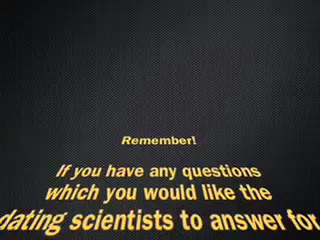 Remember!
If you have any questions
which you would like the
dating scientists to answer for